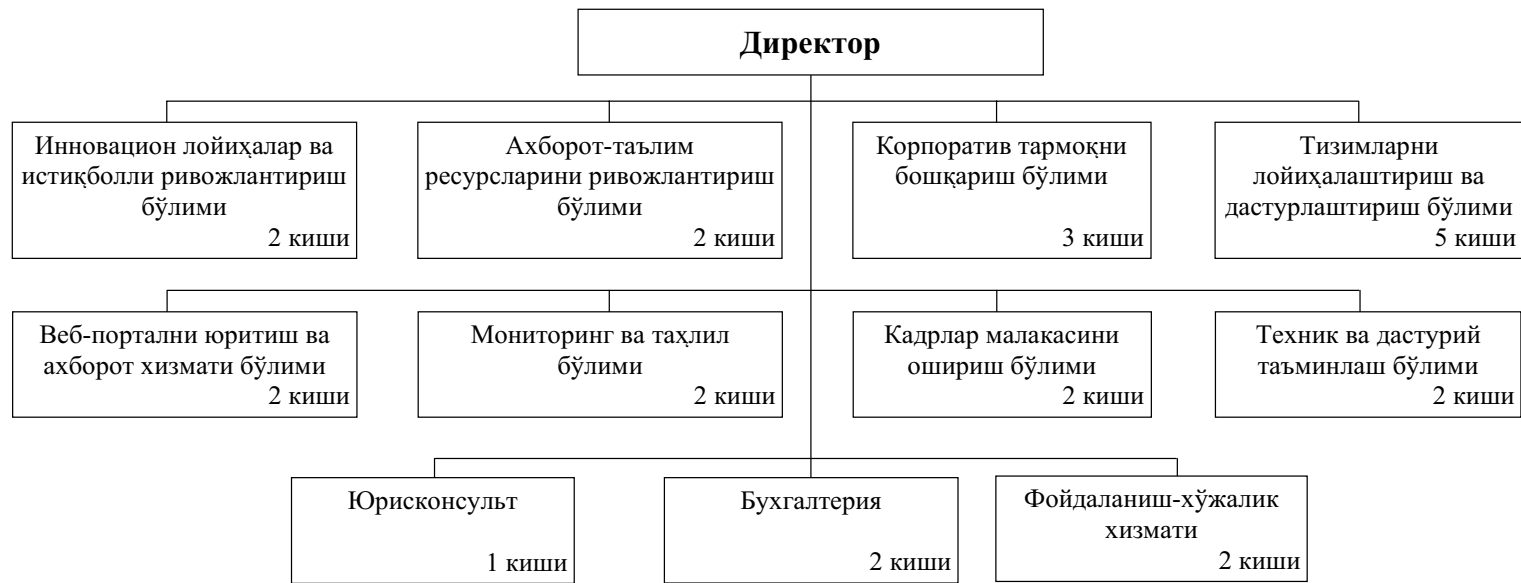 Директор
Инновацион лойиҳалар ва
истиқболли ривожлантириш
бўлими
2 киши
Ахборот-таълим
ресурсларини ривожлантириш
бўлими
2 киши
Корпоратив тармоқни
бошқариш бўлими
3 киши
Тизимларни
лойиҳалаштириш ва
дастурлаштириш бўлими
5 киши
Веб-портални юритиш ва
ахборот хизмати бўлими
2 киши
Мониторинг ва таҳлил
бўлими
2 киши
Кадрлар малакасини
ошириш бўлими
2 киши
Техник ва дастурий
таъминлаш бўлими
2 киши
Юрисконсульт
1 киши
Бухгалтерия
2 киши
Фойдаланиш-хўжалик
хизмати
2 киши